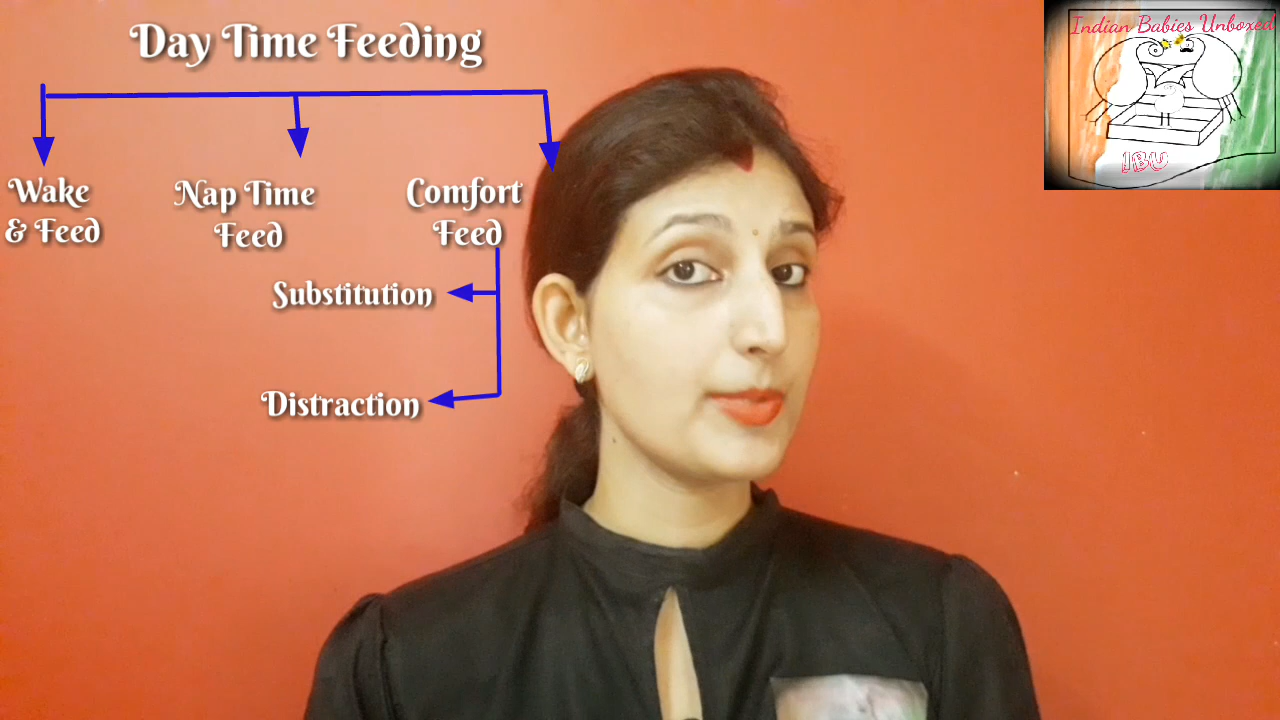 Day Time Feeding
Indian Babies Unboxed
Wake
& Feed
Nap Time
Feed
Comfort
Feed
IBU
Substitution
Distraction